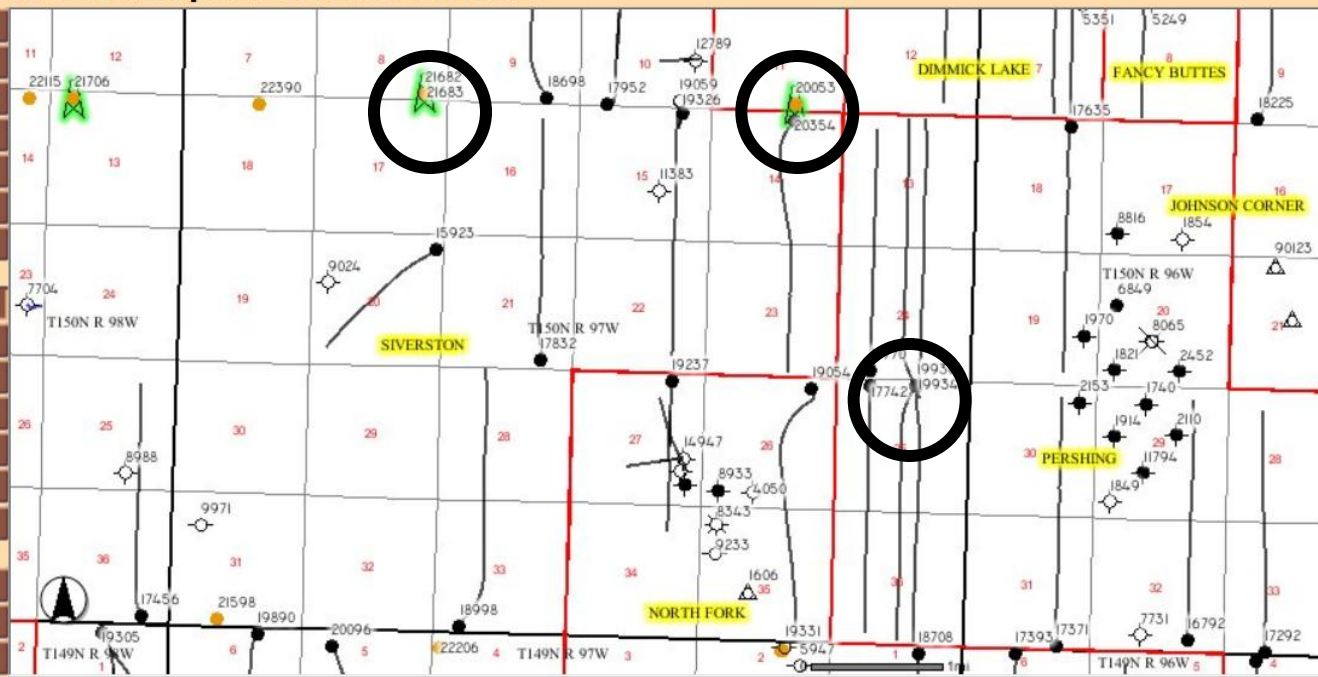 12 7 8 9 10 12 DIMMICK LAKE 7 FANCY BUTTES 8 9
5351 5249
11
22115 21706 22390 21682 21683 18698 17952 12789 19059 19326 20053 20354 17635 18225
14 13 18 17 16 15 11383 14 13 18 17 16
JOHNSON CORNER
8816 1854 90123
15923
9024
7704
23 24 19 20 21 22 23 24 19 20 21
T150N R 98W
T150N R 97W
T150N R 96W
SIVERSTON
17832
6849
1970 8065
1821 2452
19237 19054 17742 19934
2153 1740
1914 2110
26 25 30 29 28 27 26 30 29 28
PERSHING
11794
1849
8988
14947
8933 4050
8343
9233
9971
35 36 31 32 33 34 35 31 32 33
1606
NORTH FORK
17456 21598 19890 20096 18998
19305
22206
19331
5947
18708 17393 17371 7731 16792 17292
2 1 6 5 4 3 2 1 6 5 4
T149N R 98W
T149N R 97W
T149N R 96W
1mi